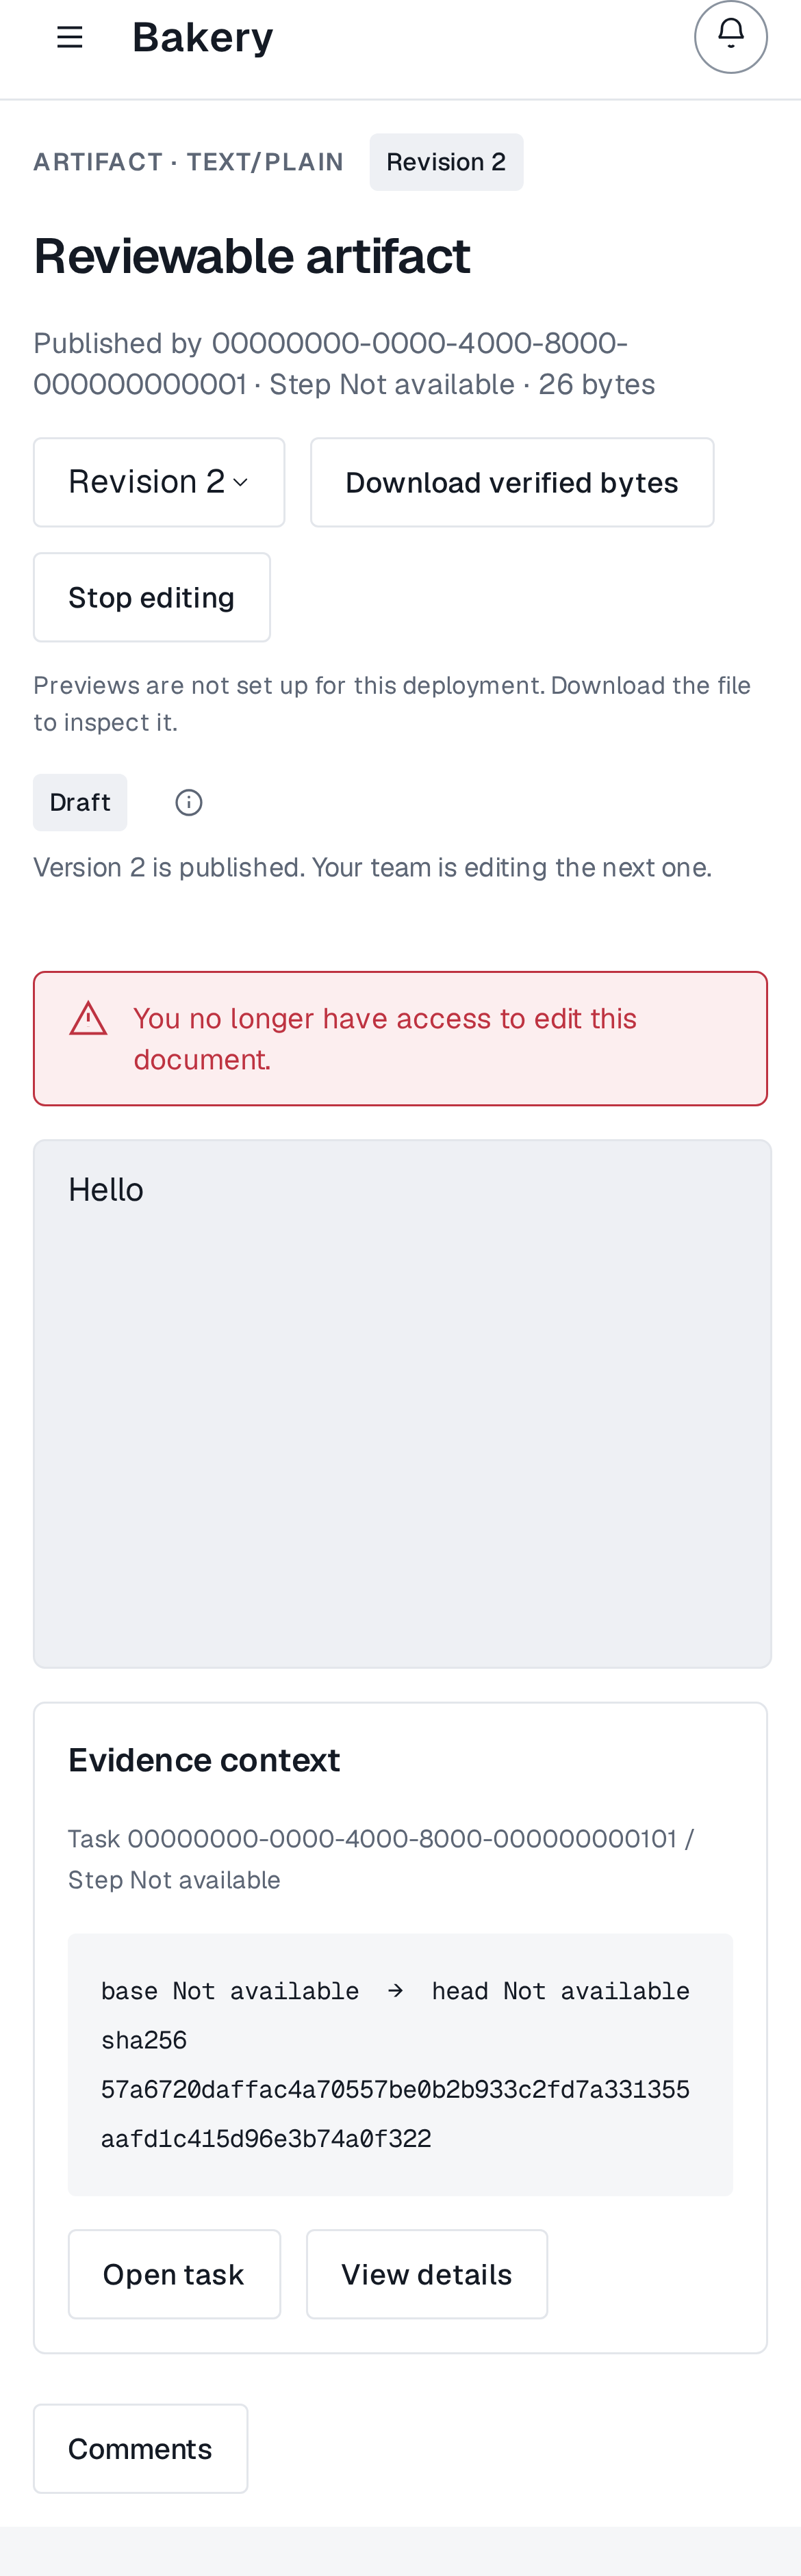 Bakery
ARTIFACT · TEXT/PLAIN
Revision 2
Reviewable artifact
Published by 00000000-0000-4000-8000-
000000000001 · Step Not available · 26 bytes
Revision 2
Download verified bytes
Stop editing
Previews are not set up for this deployment. Download the file
to inspect it.
Draft
Version 2 is published. Your team is editing the next one.
You no longer have access to edit this
document.
Hello
Evidence context
Task 00000000-0000-4000-8000-000000000101 /
Step Not available
base Not available → head Not available
sha256
57a6720daffac4a70557be0b2b933c2fd7a331355
aafd1c415d96e3b74a0f322
Open task
View details
Comments